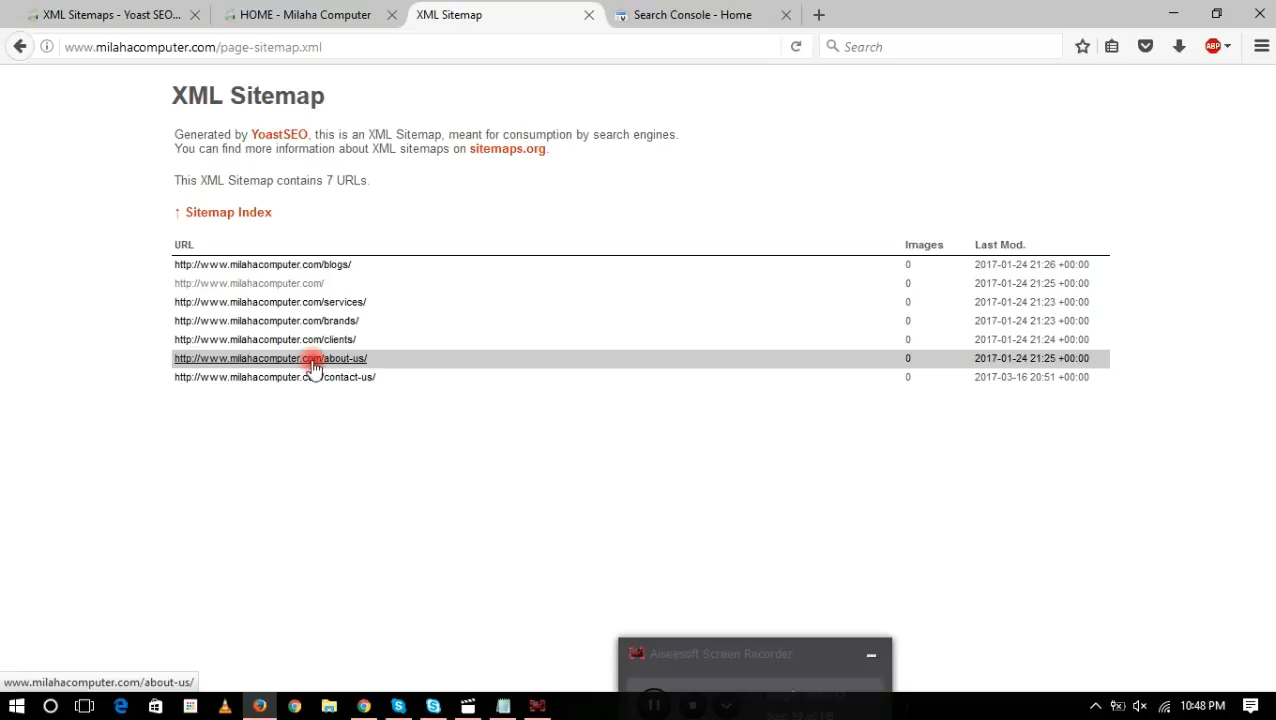 XML Sitemaps - Yoast SEO...
HOME - Milaha Computer
XML Sitemap
Search Console - Home
www.milahacomputer.com/page-sitemap.xml
Search
ABP
XML Sitemap
Generated by YoastSEO, this is an XML Sitemap, meant for consumption by search engines.
You can find more information about XML sitemaps on sitemaps.org.
This XML Sitemap contains 7 URLs.
↑ Sitemap Index
URL Images Last Mod.
http://www.milahacomputer.com/blogs/ 0 2017-01-24 21:26 +00:00
http://www.milahacomputer.com/ 0 2017-01-24 21:25 +00:00
http://www.milahacomputer.com/services/ 0 2017-01-24 21:23 +00:00
http://www.milahacomputer.com/brands/ 0 2017-01-24 21:23 +00:00
http://www.milahacomputer.com/clients/ 0 2017-01-24 21:24 +00:00
http://www.milahacomputer.com/about-us/ 0 2017-01-24 21:25 +00:00
http://www.milahacomputer.com/contact-us/ 0 2017-03-16 20:51 +00:00
Aiseesoft Screen Recorder
www.milahacomputer.com/about-us/
10:48 PM